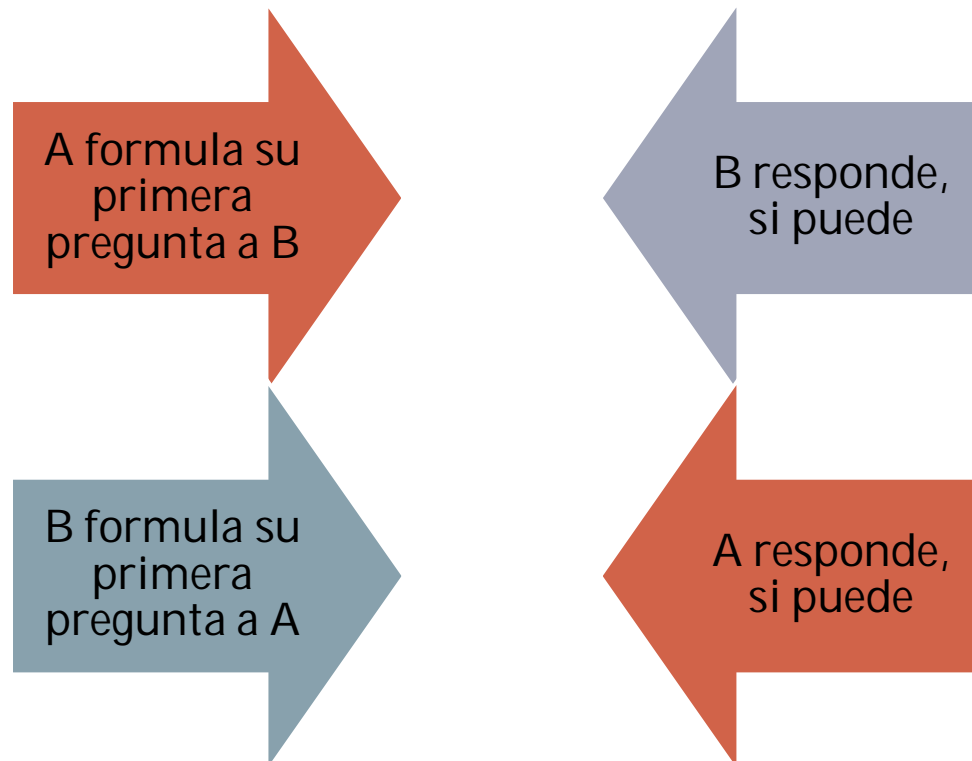 A formula su
primera
pregunta a B
B responde,
si puede
B formula su
primera
pregunta a A
A responde,
si puede